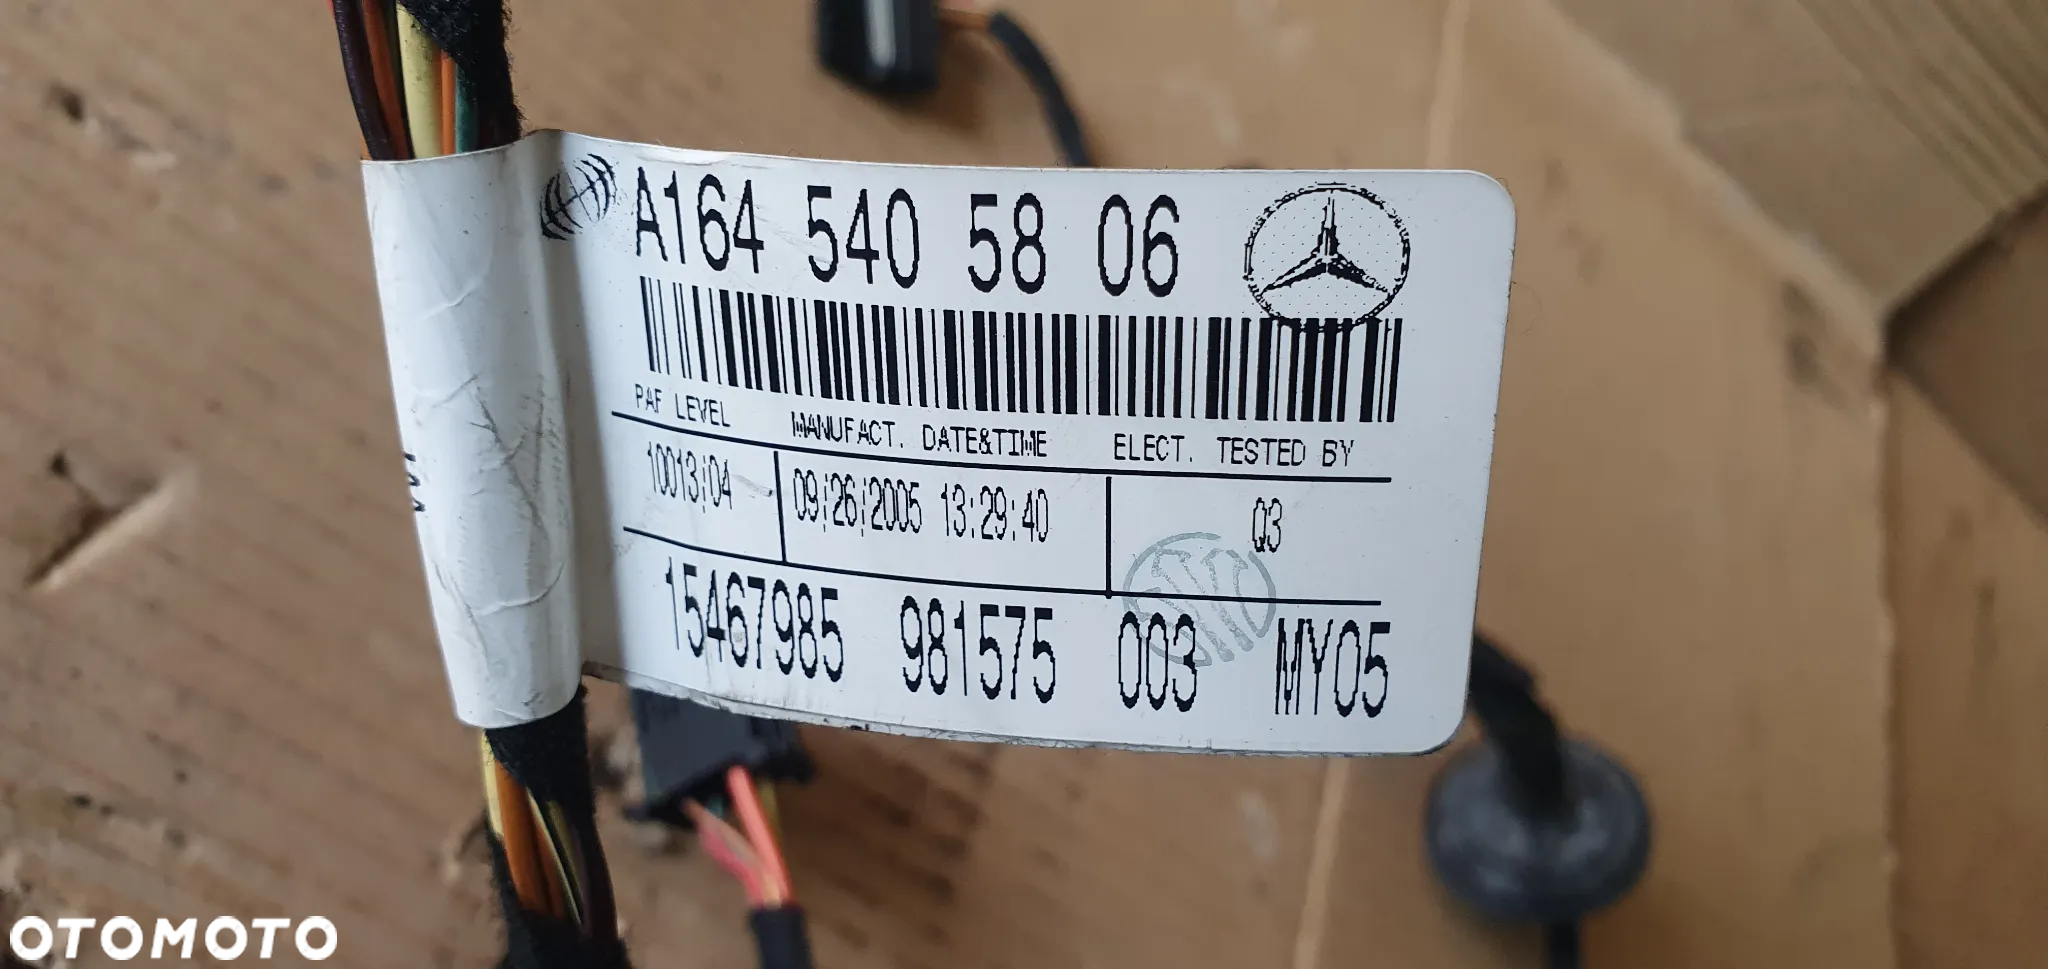 A164 540 58 06
PAF LEVEL MANUFACT. DATE&TIME ELECT. TESTED BY
10013/04 09/26/2005 13:29:40 Q3
15467985 981575 003 MY05
OTOMOTO